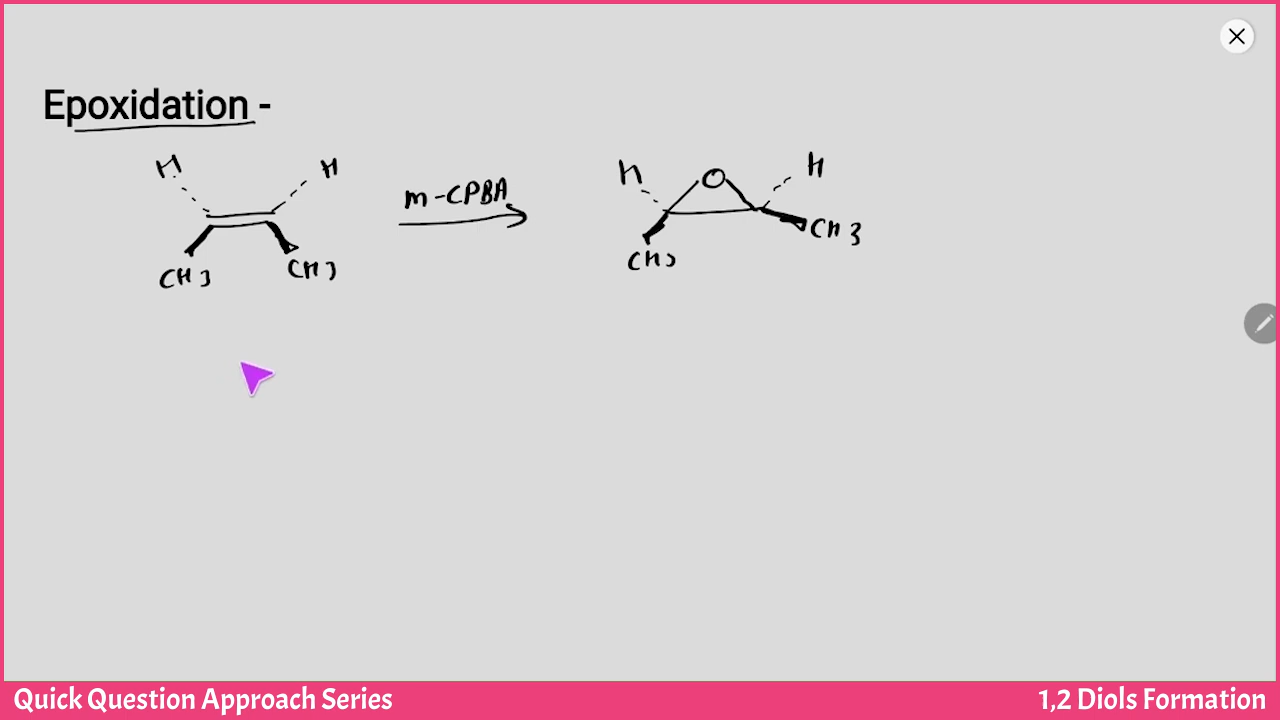 Epoxidation -
H H
m-CPBA
H O H
CH3 CH3
CH3 CH3
Quick Question Approach Series
1,2 Diols Formation